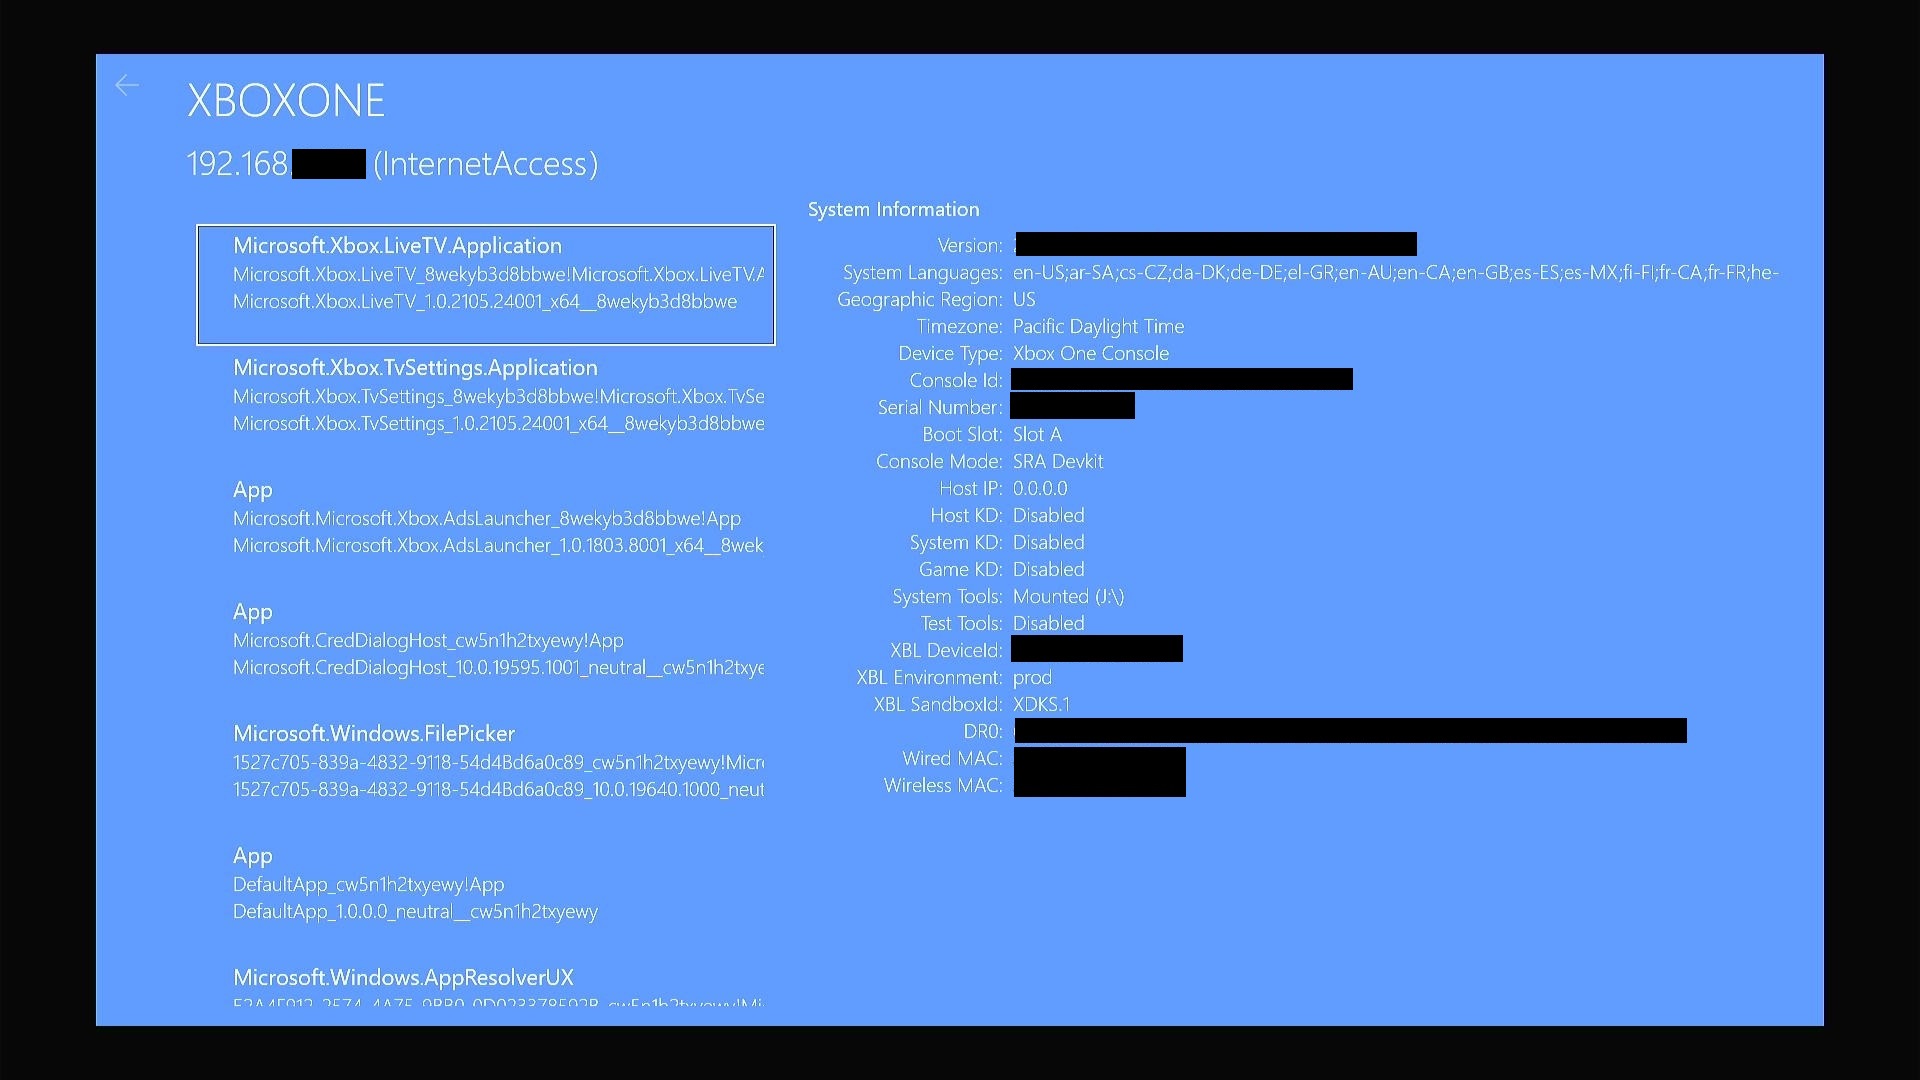 XBOXONE
192.168. (InternetAccess)
Microsoft.Xbox.LiveTV.Application
Microsoft.Xbox.LiveTV_8wekyb3d8bbwe!Microsoft.Xbox.LiveTV.A
Microsoft.Xbox.LiveTV_1.0.2105.24001_x64__8wekyb3d8bbwe
Microsoft.Xbox.TvSettings.Application
Microsoft.Xbox.TvSettings_8wekyb3d8bbwe!Microsoft.Xbox.TvSe
Microsoft.Xbox.TvSettings_1.0.2105.24001_x64__8wekyb3d8bbwe
App
Microsoft.Microsoft.Xbox.AdsLauncher_8wekyb3d8bbwe!App
Microsoft.Microsoft.Xbox.AdsLauncher_1.0.1803.8001_x64__8wek
App
Microsoft.CredDialogHost_cw5n1h2txyewy!App
Microsoft.CredDialogHost_10.0.19595.1001_neutral__cw5n1h2txye
Microsoft.Windows.FilePicker
1527c705-839a-4832-9118-54d4Bd6a0c89_cw5n1h2txyewy!Micr
1527c705-839a-4832-9118-54d4Bd6a0c89_10.0.19640.1000_neut
App
DefaultApp_cw5n1h2txyewy!App
DefaultApp_1.0.0.0_neutral__cw5n1h2txyewy
Microsoft.Windows.AppResolverUX
System Information
Version:
System Languages: en-US;ar-SA;cs-CZ;da-DK;de-DE;el-GR;en-AU;en-CA;en-GB;es-ES;es-MX;fi-FI;fr-CA;fr-FR;he-
Geographic Region: US
Timezone: Pacific Daylight Time
Device Type: Xbox One Console
Console Id:
Serial Number:
Boot Slot: Slot A
Console Mode: SRA Devkit
Host IP: 0.0.0.0
Host KD: Disabled
System KD: Disabled
Game KD: Disabled
System Tools: Mounted (J:\)
Test Tools: Disabled
XBL DeviceId:
XBL Environment: prod
XBL SandboxId: XDKS.1
DR0:
Wired MAC:
Wireless MAC: